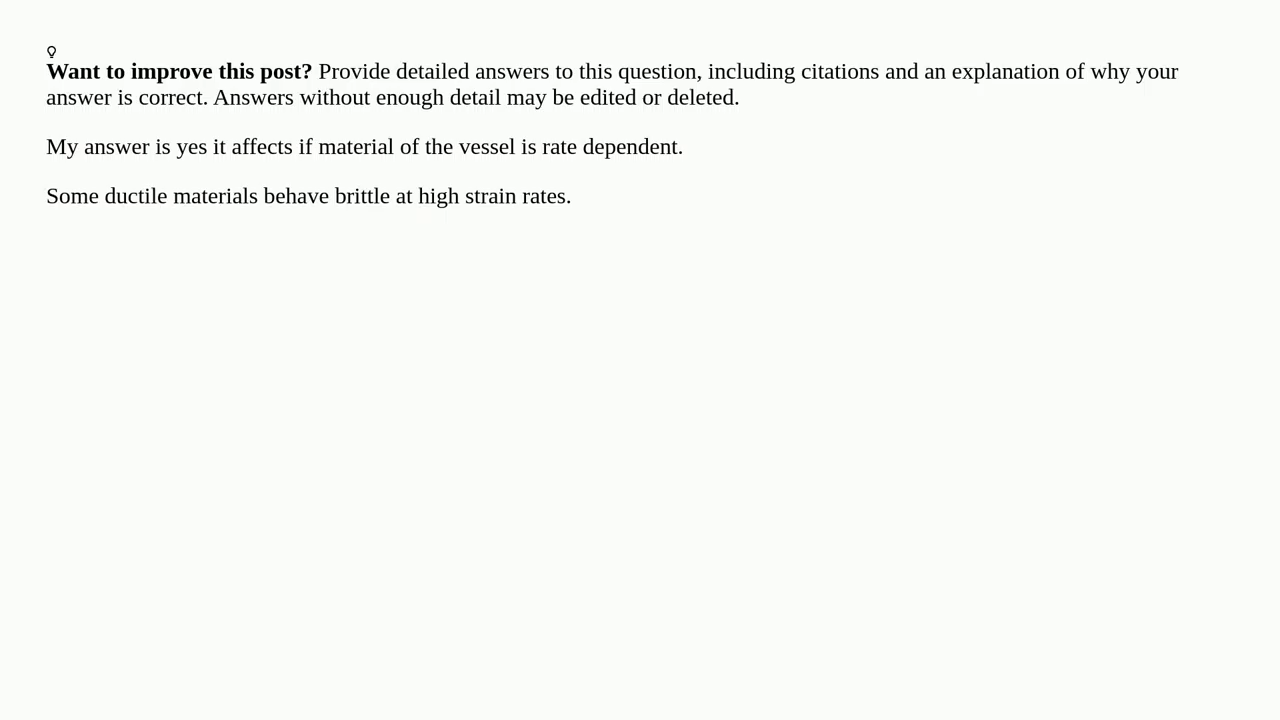 Want to improve this post? Provide detailed answers to this question, including citations and an explanation of why your
answer is correct. Answers without enough detail may be edited or deleted.
My answer is yes it affects if material of the vessel is rate dependent.
Some ductile materials behave brittle at high strain rates.